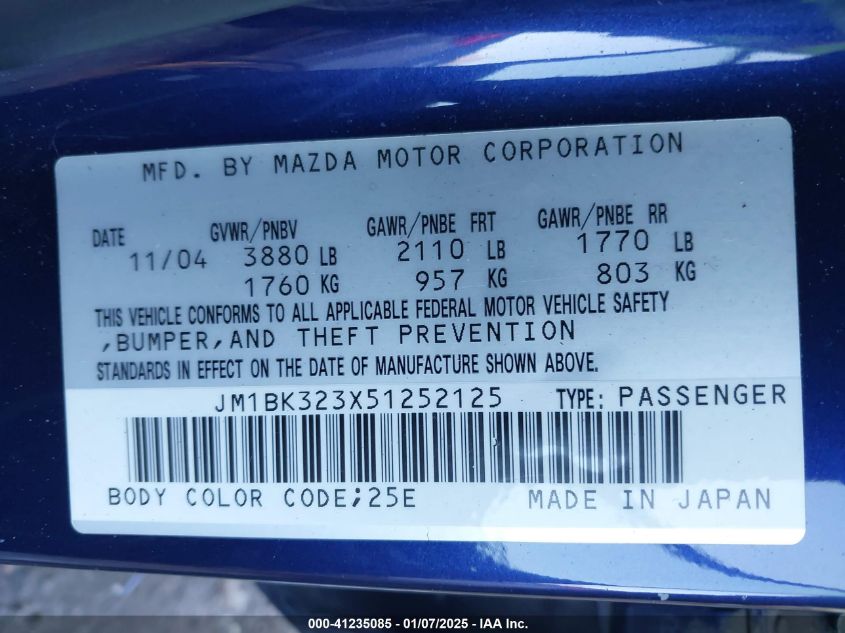 MFD. BY MAZDA MOTOR CORPORATION
DATE GVWR/PNBV GAWR/PNBE FRT GAWR/PNBE RR
11/04 3880 LB 2110 LB 1770 LB
1760 KG 957 KG 803 KG
THIS VEHICLE CONFORMS TO ALL APPLICABLE FEDERAL MOTOR VEHICLE SAFETY
,BUMPER,AND THEFT PREVENTION
STANDARDS IN EFFECT ON THE DATE OF MANUFACTURE SHOWN ABOVE.
JM1BK323X51252125 TYPE: PASSENGER
BODY COLOR CODE;25E MADE IN JAPAN
000-41235085 - 01/07/2025 - IAA Inc.